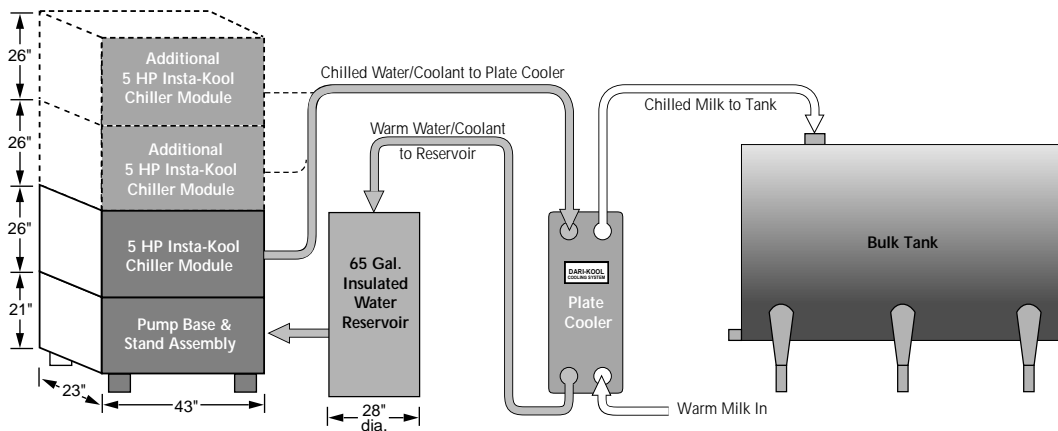 26"
Additional
5 HP Insta-Kool
Chiller Module
26"
Additional
5 HP Insta-Kool
Chiller Module
26"
5 HP Insta-Kool
Chiller Module
21"
Pump Base &
Stand Assembly
23"
43"
Chilled Water/Coolant to Plate Cooler
Warm Water/Coolant
to Reservoir
65 Gal.
Insulated
Water
Reservoir
28"
dia.
Chilled Milk to Tank
DARI-KOOL
COOLING SYSTEM
Plate
Cooler
Warm Milk In
Bulk Tank